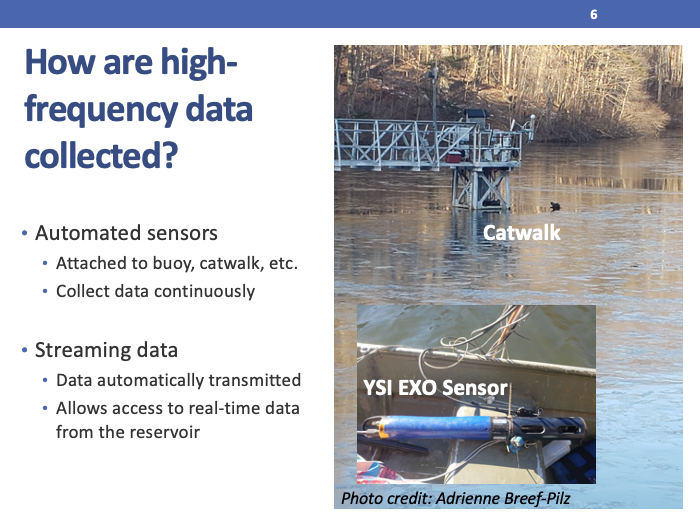 6
How are high-
frequency data
collected?
• Automated sensors
• Attached to buoy, catwalk, etc.
• Collect data continuously
• Streaming data
• Data automatically transmitted
• Allows access to real-time data
from the reservoir
Catwalk
YSI EXO Sensor
Photo credit: Adrienne Breef-Pilz